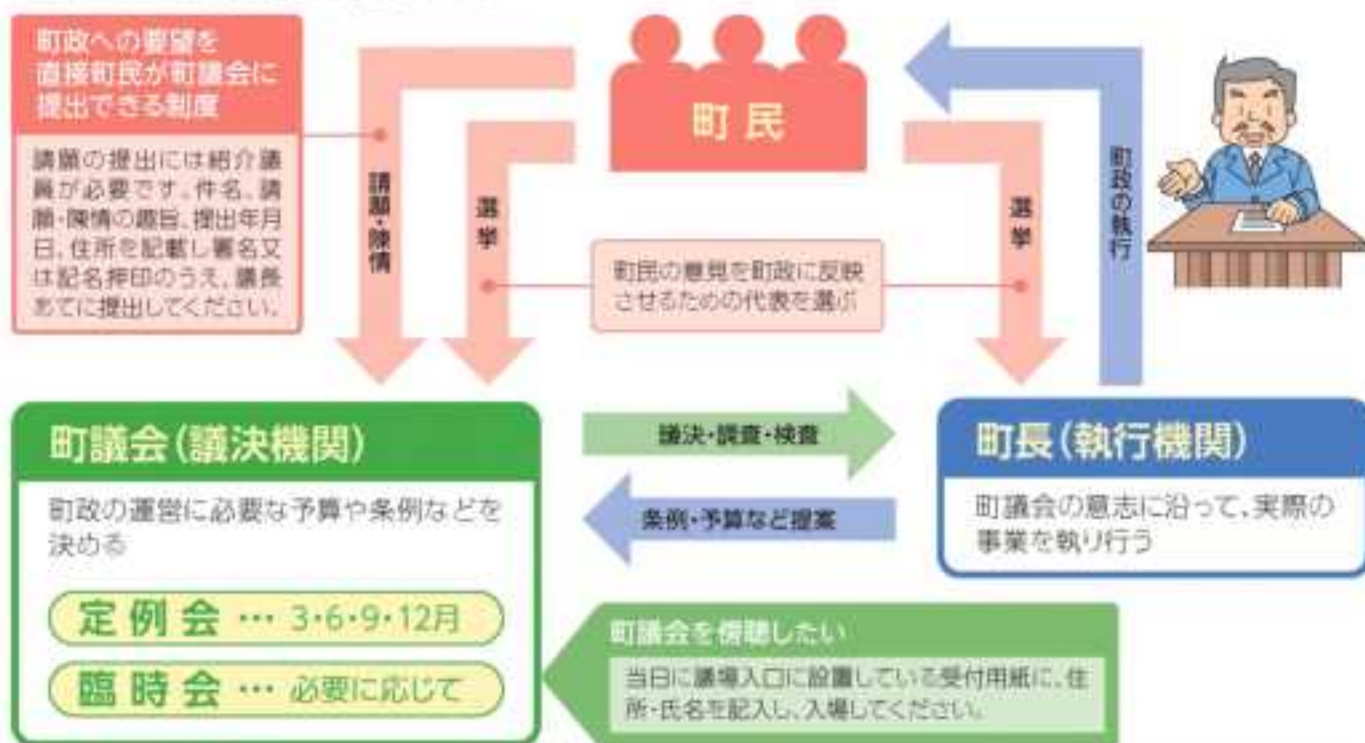 町政への要望を
直接町民が町議会に
提出できる制度
請願の提出には紹介議
員が必要です。件名、請
願・陳情の趣旨、提出年月
日、住所を記載し署名又
は記名押印のうえ、議長
あてに提出してください。
町民
請願・陳情
選挙
町民の意見を町政に反映
させるための代表を選ぶ
選挙
町政の執行
町議会(議決機関)
町政の運営に必要な予算や条例などを
決める
定例会 … 3・6・9・12月
臨時会 … 必要に応じて
議決・調査・検査
条例・予算など提案
町長(執行機関)
町議会の意志に沿って、実際の
事業を執り行う
町議会を傍聴したい
当日に議場入口に設置している受付用紙に、住
所・氏名を記入し、入場してください。